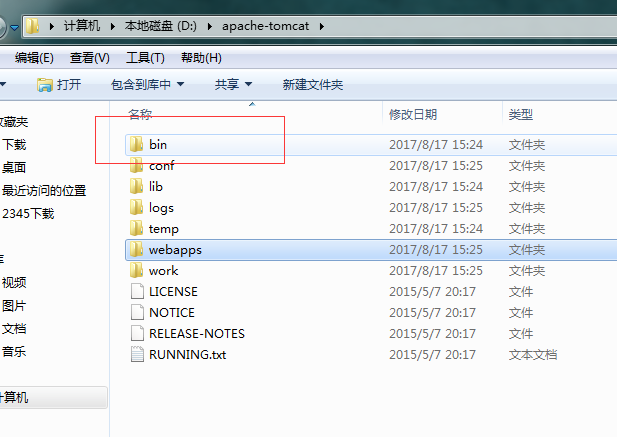 计算机 本地磁盘 (D:) apache-tomcat
编辑(E) 查看(V) 工具(T) 帮助(H)
打开 包含到库中 共享 新建文件夹
收藏夹
下载
桌面
最近访问的位置
2345下载
库
视频
图片
文档
音乐
计算机
名称 修改日期 类型
bin 2017/8/17 15:24 文件夹
conf 2017/8/17 15:25 文件夹
lib 2017/8/17 15:24 文件夹
logs 2017/8/17 15:25 文件夹
temp 2017/8/17 15:24 文件夹
webapps 2017/8/17 15:25 文件夹
work 2017/8/17 15:25 文件夹
LICENSE 2015/5/7 20:17 文件
NOTICE 2015/5/7 20:17 文件
RELEASE-NOTES 2015/5/7 20:17 文件
RUNNING.txt 2015/5/7 20:17 文本文档